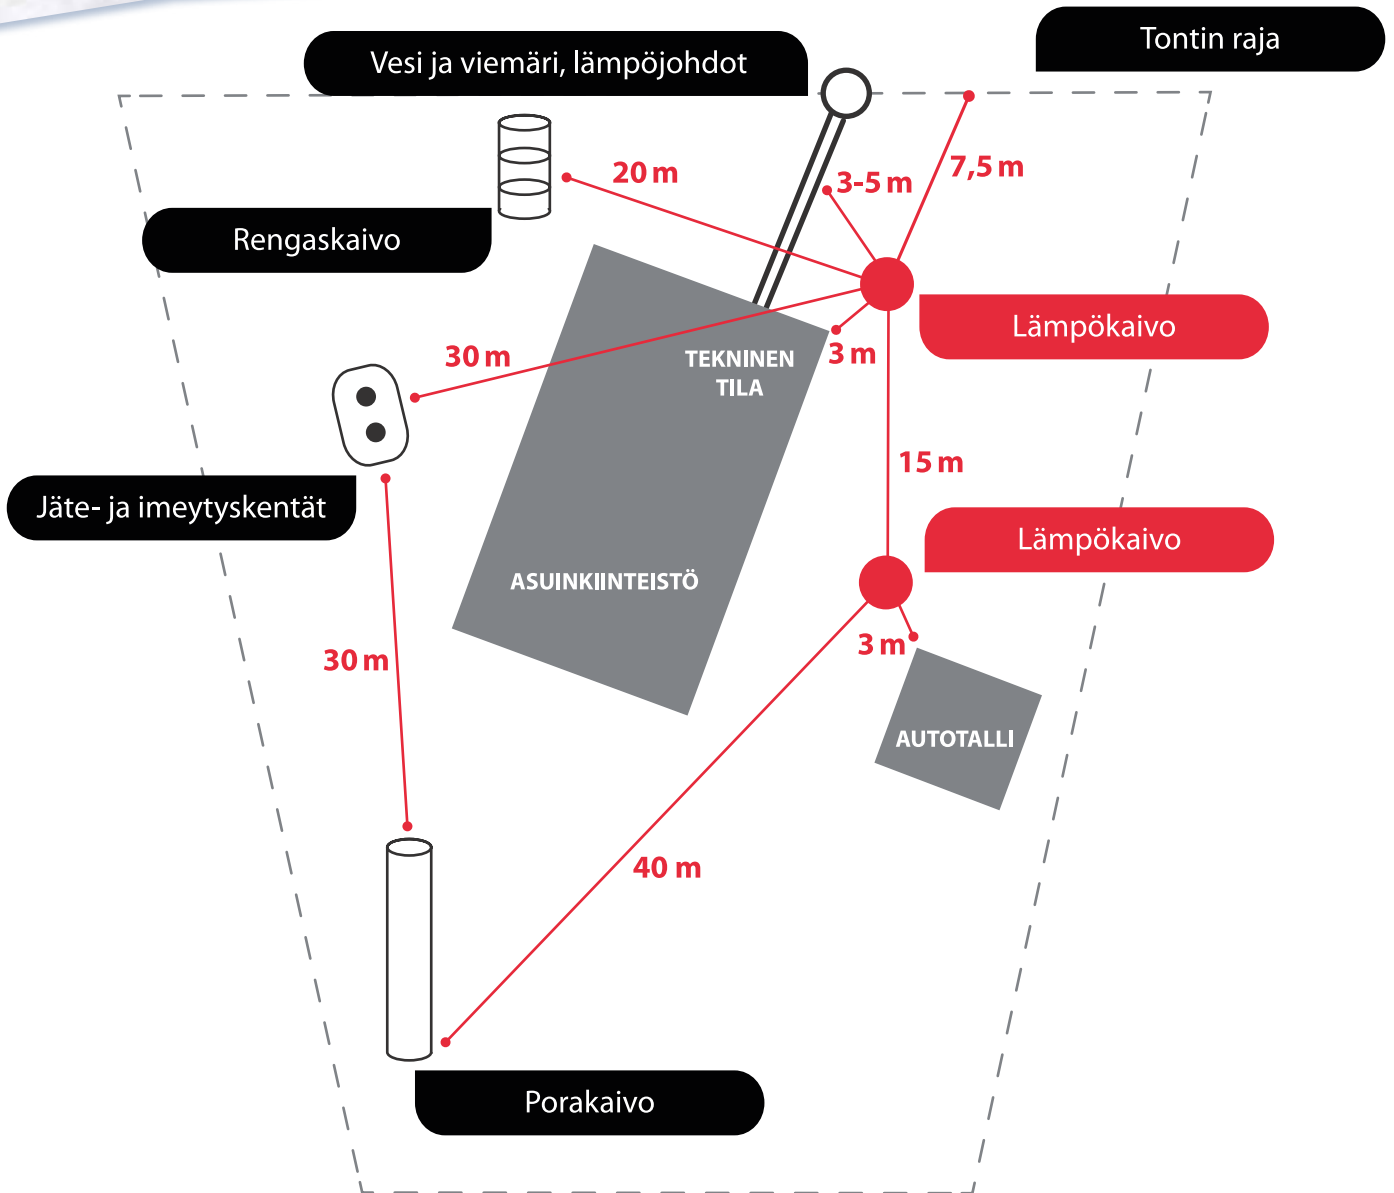 Tontin raja
Vesi ja viemäri, lämpöjohdot
20 m
3-5 m
7,5 m
Rengaskaivo
Lämpökaivo
30 m
TEKNINEN
TILA
3 m
15 m
Jäte- ja imeytyskentät
Lämpökaivo
ASUINKIINTEISTÖ
30 m
3 m
AUTOTALLI
40 m
Porakaivo